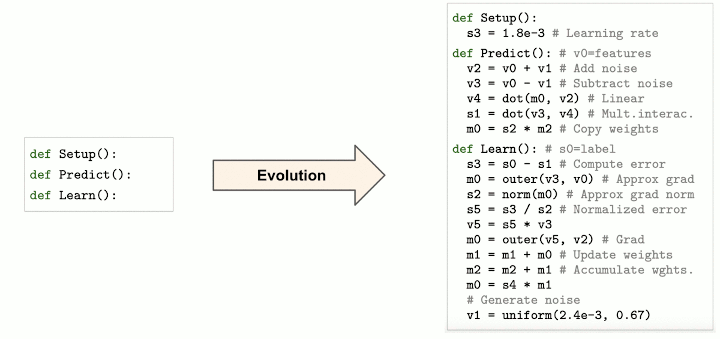 def Setup():
def Predict():
def Learn():
Evolution
def Setup():
s3 = 1.8e-3 # Learning rate
def Predict(): # v0=features
v2 = v0 + v1 # Add noise
v3 = v0 - v1 # Subtract noise
v4 = dot(m0, v2) # Linear
s1 = dot(v3, v4) # Mult.interac.
m0 = s2 * m2 # Copy weights
def Learn(): # s0=label
s3 = s0 - s1 # Compute error
m0 = outer(v3, v0) # Approx grad
s2 = norm(m0) # Approx grad norm
s5 = s3 / s2 # Normalized error
v5 = s5 * v3
m0 = outer(v5, v2) # Grad
m1 = m1 + m0 # Update weights
m2 = m2 + m1 # Accumulate wghts.
m0 = s4 * m1
# Generate noise
v1 = uniform(2.4e-3, 0.67)